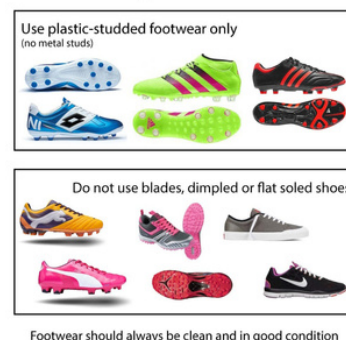 Use plastic-studded footwear only
(no metal studs)
Do not use blades, dimpled or flat soled shoes
Footwear should always be clean and in good condition